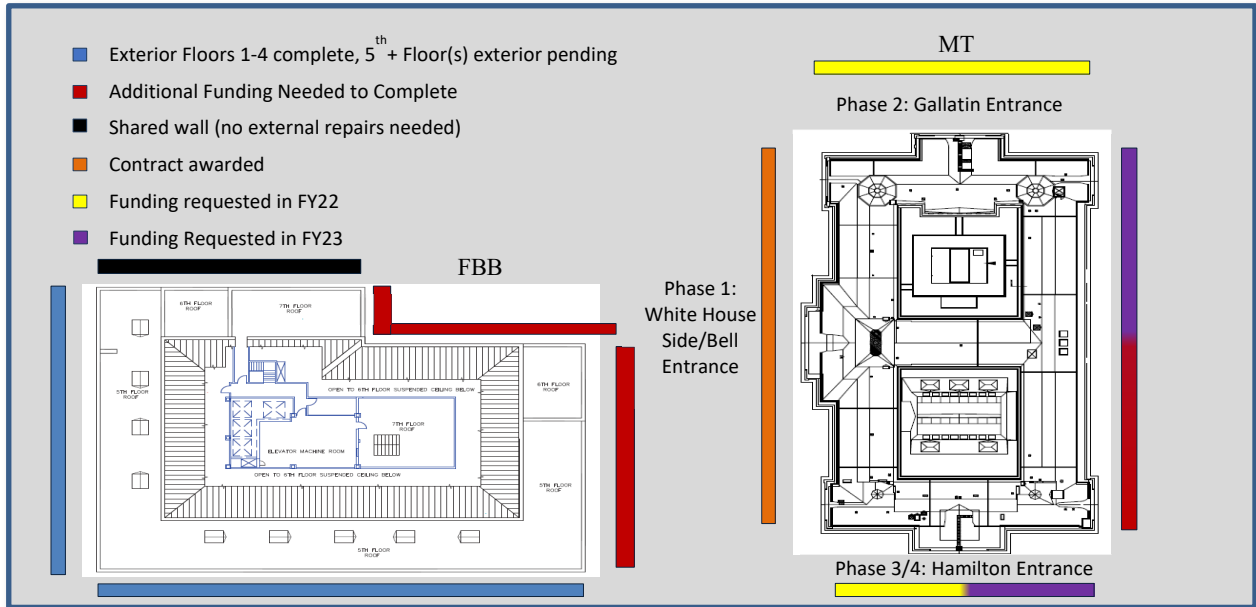 Exterior Floors 1-4 complete, 5th+ Floor(s) exterior pending
Additional Funding Needed to Complete
Shared wall (no external repairs needed)
Contract awarded
Funding requested in FY22
Funding Requested in FY23
FBB
6TH FLOOR
ROOF
7TH FLOOR
ROOF
5TH FLOOR
ROOF
OPEN TO 6TH FLOOR SUSPENDED CEILING BELOW
6TH FLOOR
ROOF
7TH FLOOR
ROOF
ELEVATOR MACHINE ROOM
OPEN TO 6TH FLOOR SUSPENDED CEILING BELOW
5TH FLOOR
ROOF
5TH FLOOR
ROOF
MT
Phase 2: Gallatin Entrance
Phase 1:
White House
Side/Bell
Entrance
Phase 3/4: Hamilton Entrance